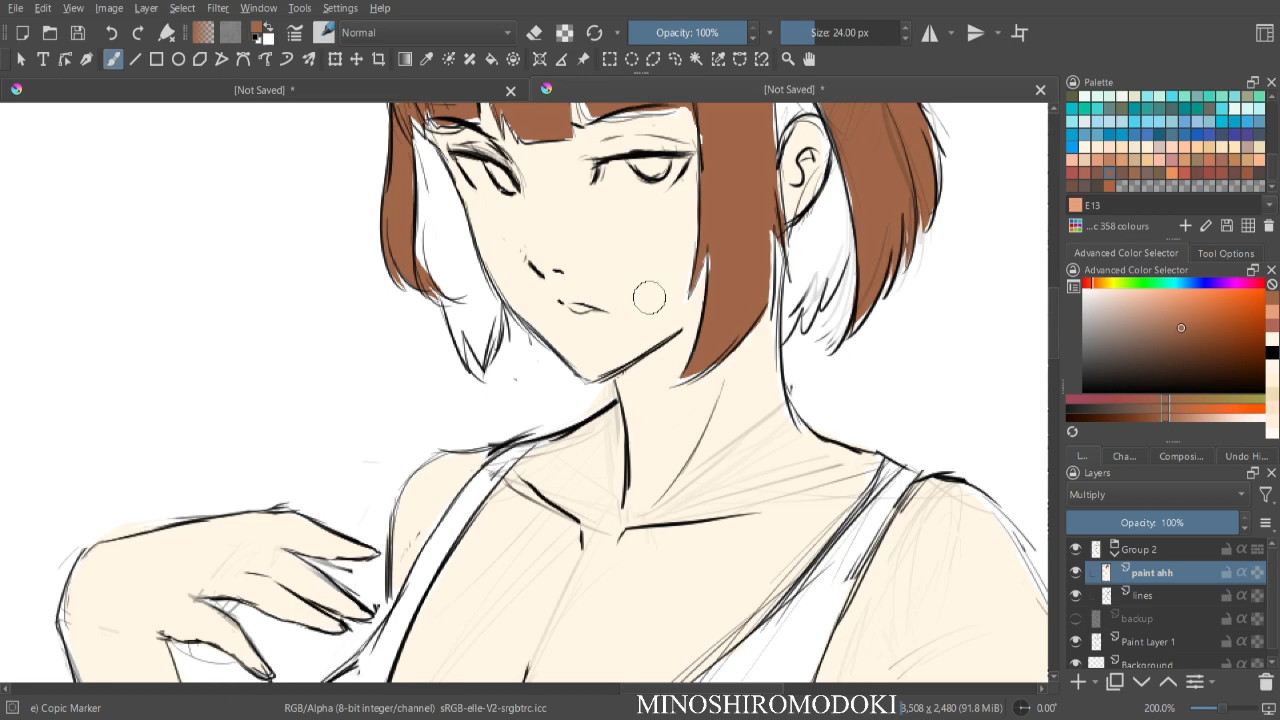 File Edit View Image Layer Select Filter Tools Settings Window Help
Normal Opacity: 100% Size: 24.00 px
[Not Saved] * [Not Saved] *
Palette
E13
...c 358 colours
Advanced Color Selector Tool Options
Advanced Color Selector
L... Cha... Composi... Undo Hi...
Layers
Multiply
Opacity: 100%
Group 2
paint ahh
lines
backup
Paint Layer 1
Background
e) Copic Marker RGB/Alpha (8-bit integer/channel) sRGB-elle-V2-srgbtrc.icc MINOSHIROMODOKI 3,508 x 2,480 (91.8 MiB) 0.00° 200.0%